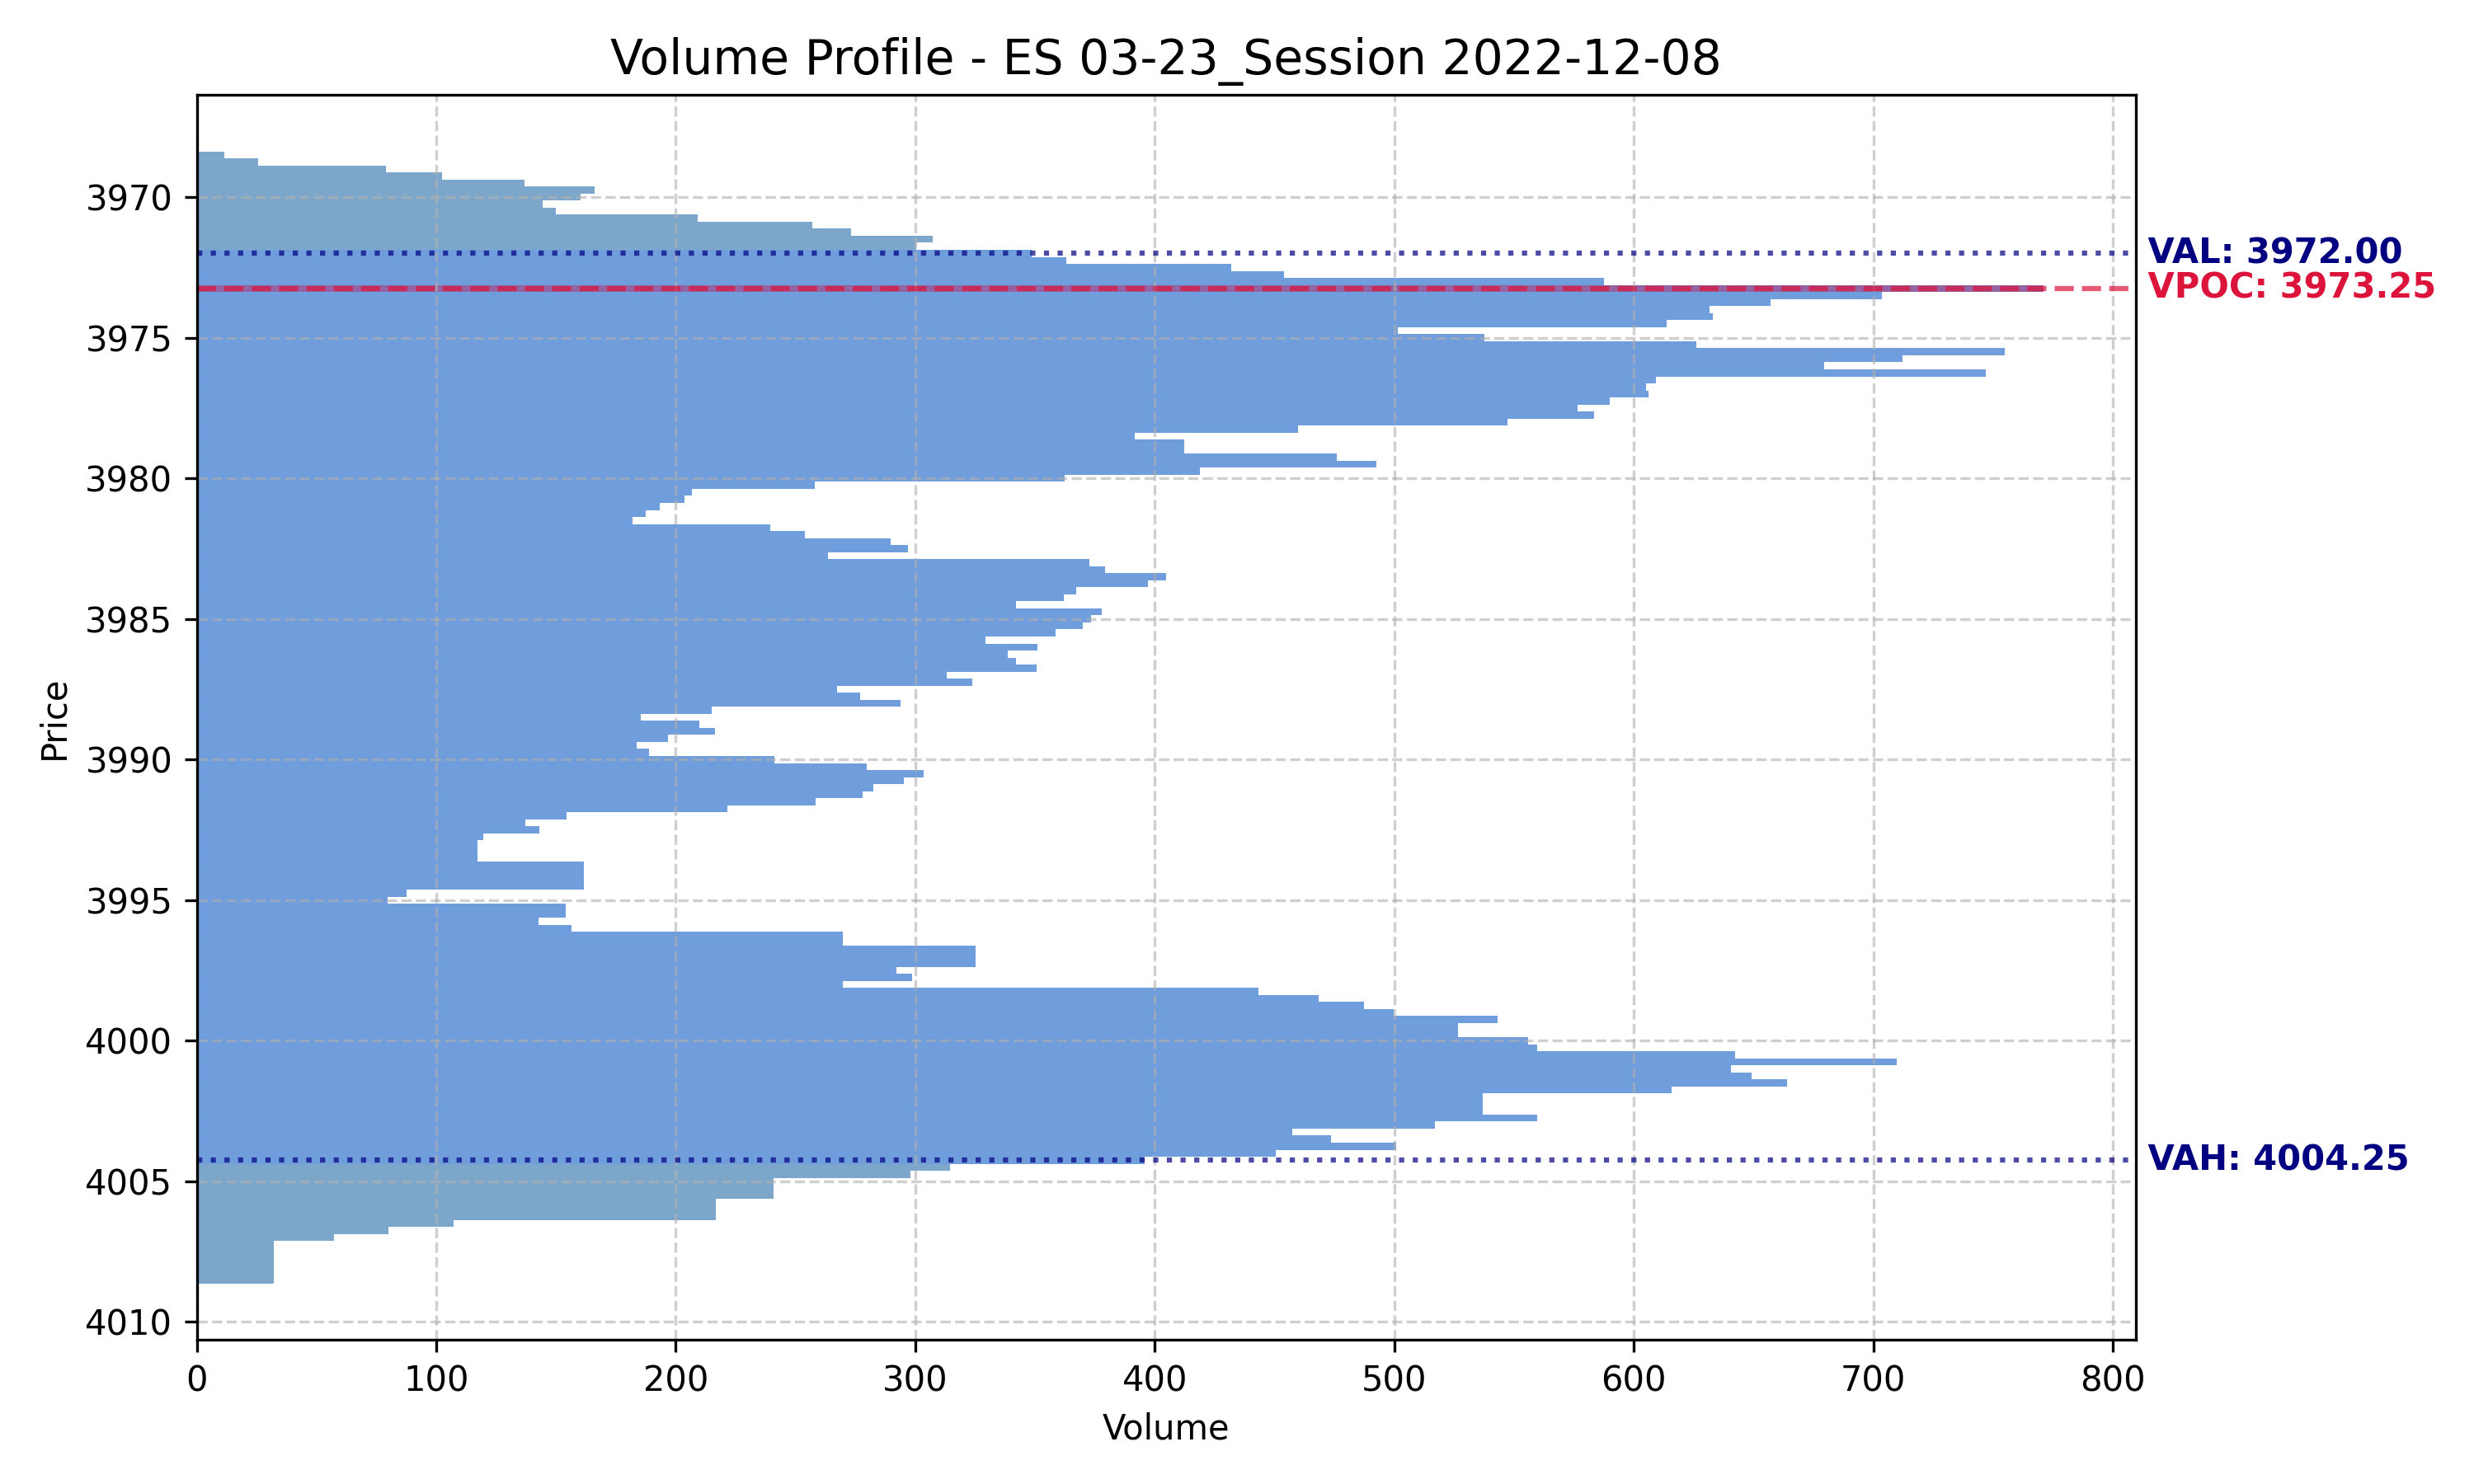 Volume Profile - ES 03-23_Session 2022-12-08
3970
VAL: 3972.00
VPOC: 3973.25
3975
3980
3985
Price
3990
3995
4000
VAH: 4004.25
4005
4010
0 100 200 300 400 500 600 700 800
Volume